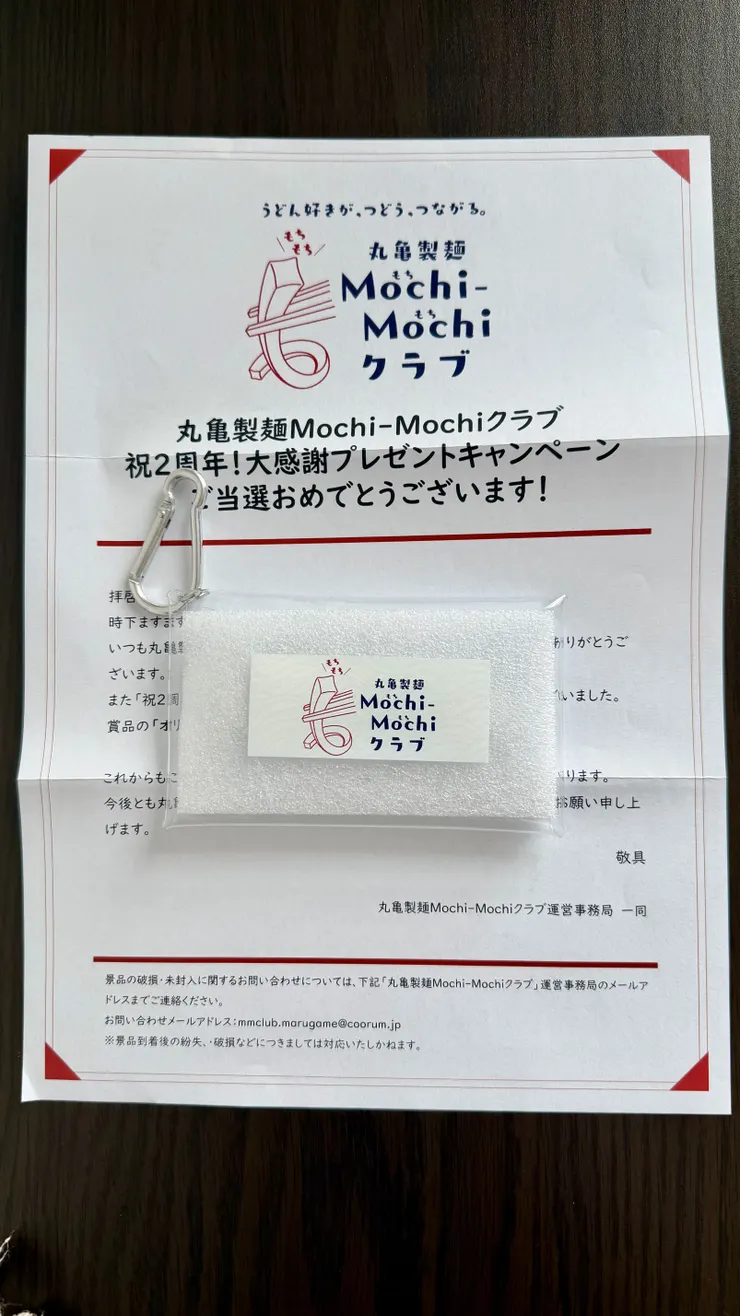 うどん好きが、つどう、つながる。
もち
もち
丸亀製麺
もち
Mochi-
もち
Mochi
クラブ
丸亀製麺Mochi-Mochiクラブ
祝2周年!大感謝プレゼントキャンペーン
ご当選おめでとうございます!
拝啓
時下ますます
いつも丸亀 ありがとうご
ざいます。
また「祝2周 いました。
賞品の「オリ
これからもこ ります。
今後とも丸亀 お願い申し上
げます。
もち
もち
丸亀製麺
もち
Mochi-
もち
Mochi
クラブ
敬具
丸亀製麺Mochi-Mochiクラブ運営事務局 一同
景品の破損・未封入に関するお問い合わせについては、下記「丸亀製麺Mochi-Mochiクラブ」運営事務局のメールア
ドレスまでご連絡ください。
お問い合わせメールアドレス:mmclub.marugame@coorum.jp
※景品到着後の紛失、・破損などにつきましては対応いたしかねます。